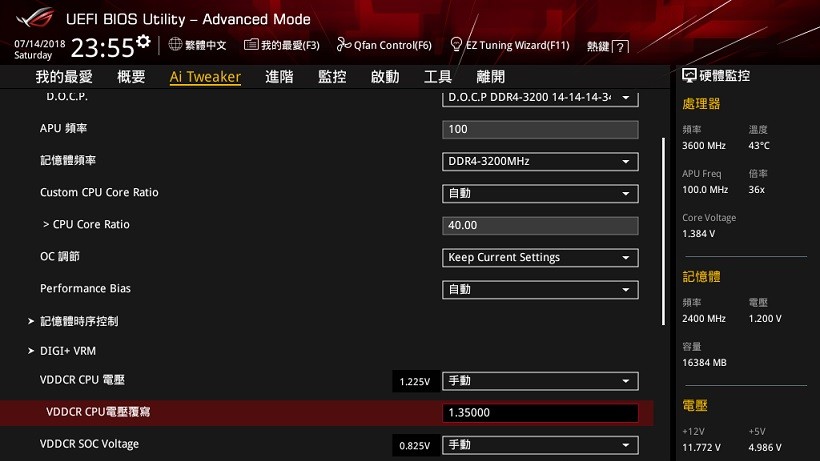 UEFI BIOS Utility – Advanced Mode
07/14/2018
Saturday
23:55
繁體中文
我的最愛(F3)
Qfan Control(F6)
EZ Tuning Wizard(F11)
熱鍵 ?
我的最愛 概要 Ai Tweaker 進階 監控 啟動 工具 離開
D.O.C.P. D.O.C.P DDR4-3200 14-14-14-34
APU 頻率 100
記憶體頻率 DDR4-3200MHz
Custom CPU Core Ratio 自動
> CPU Core Ratio 40.00
OC 調節 Keep Current Settings
Performance Bias 自動
記憶體時序控制
DIGI+ VRM
VDDCR CPU 電壓 1.225V 手動
VDDCR CPU電壓覆寫 1.35000
VDDCR SOC Voltage 0.825V 手動
硬體監控
處理器
頻率 溫度
3600 MHz 43°C
APU Freq 倍率
100.0 MHz 36x
Core Voltage
1.384 V
記憶體
頻率 電壓
2400 MHz 1.200 V
容量
16384 MB
電壓
+12V +5V
11.772 V 4.986 V